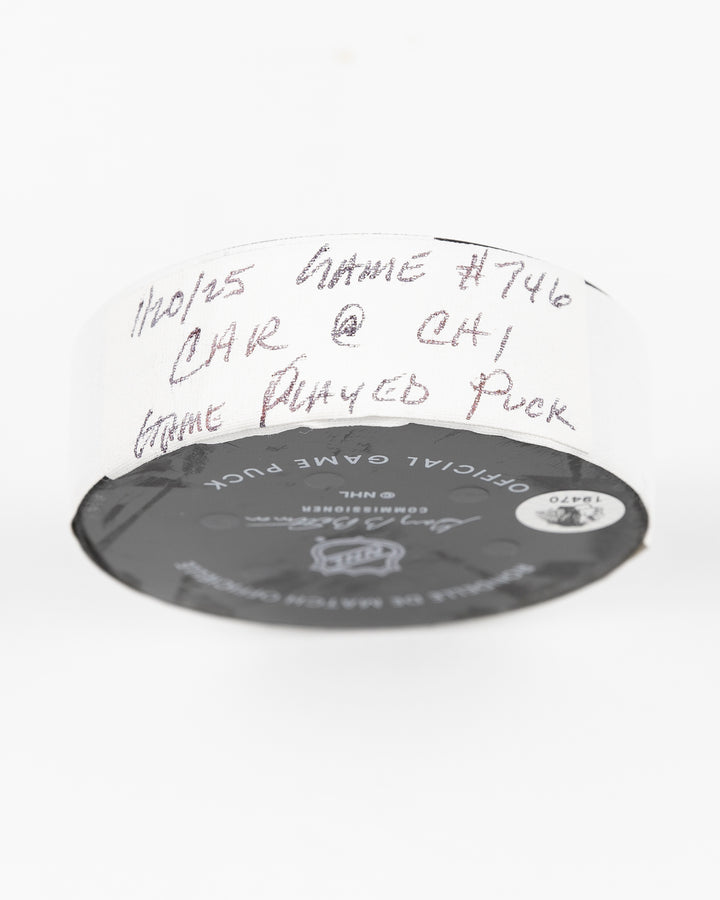 1/20/25 GAME #746
CAR @ CHI
GAME PLAYED PUCK
OFFICIAL GAME PUCK
© NHL
COMMISSIONER
NHL
RONDELLE DE MATCH OFFICIELLE
19470